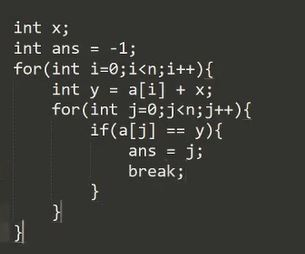 int x;
int ans = -1;
for(int i=0;i<n;i++){
    int y = a[i] + x;
    for(int j=0;j<n;j++){
        if(a[j] == y){
            ans = j;
            break;
        }
    }
}